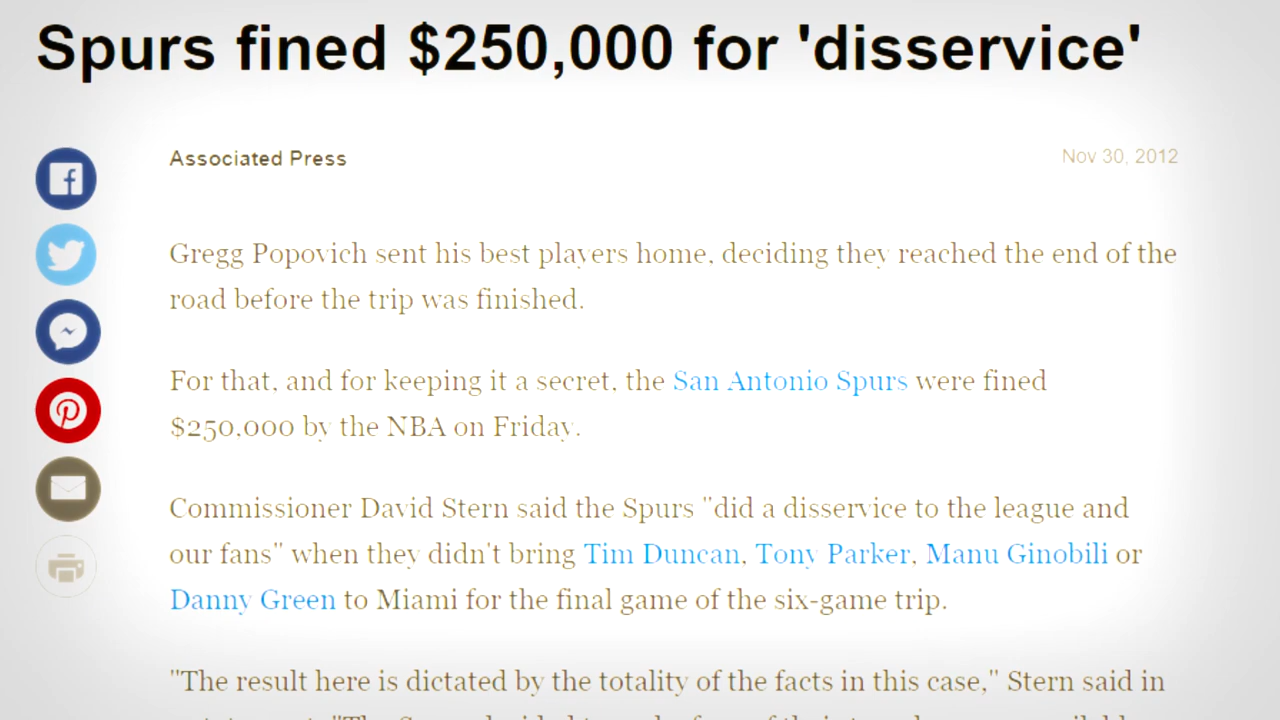 Spurs fined $250,000 for 'disservice'
Associated Press
Nov 30, 2012
Gregg Popovich sent his best players home, deciding they reached the end of the
road before the trip was finished.
For that, and for keeping it a secret, the San Antonio Spurs were fined
$250,000 by the NBA on Friday.
Commissioner David Stern said the Spurs "did a disservice to the league and
our fans" when they didn't bring Tim Duncan, Tony Parker, Manu Ginobili or
Danny Green to Miami for the final game of the six-game trip.
"The result here is dictated by the totality of the facts in this case," Stern said in